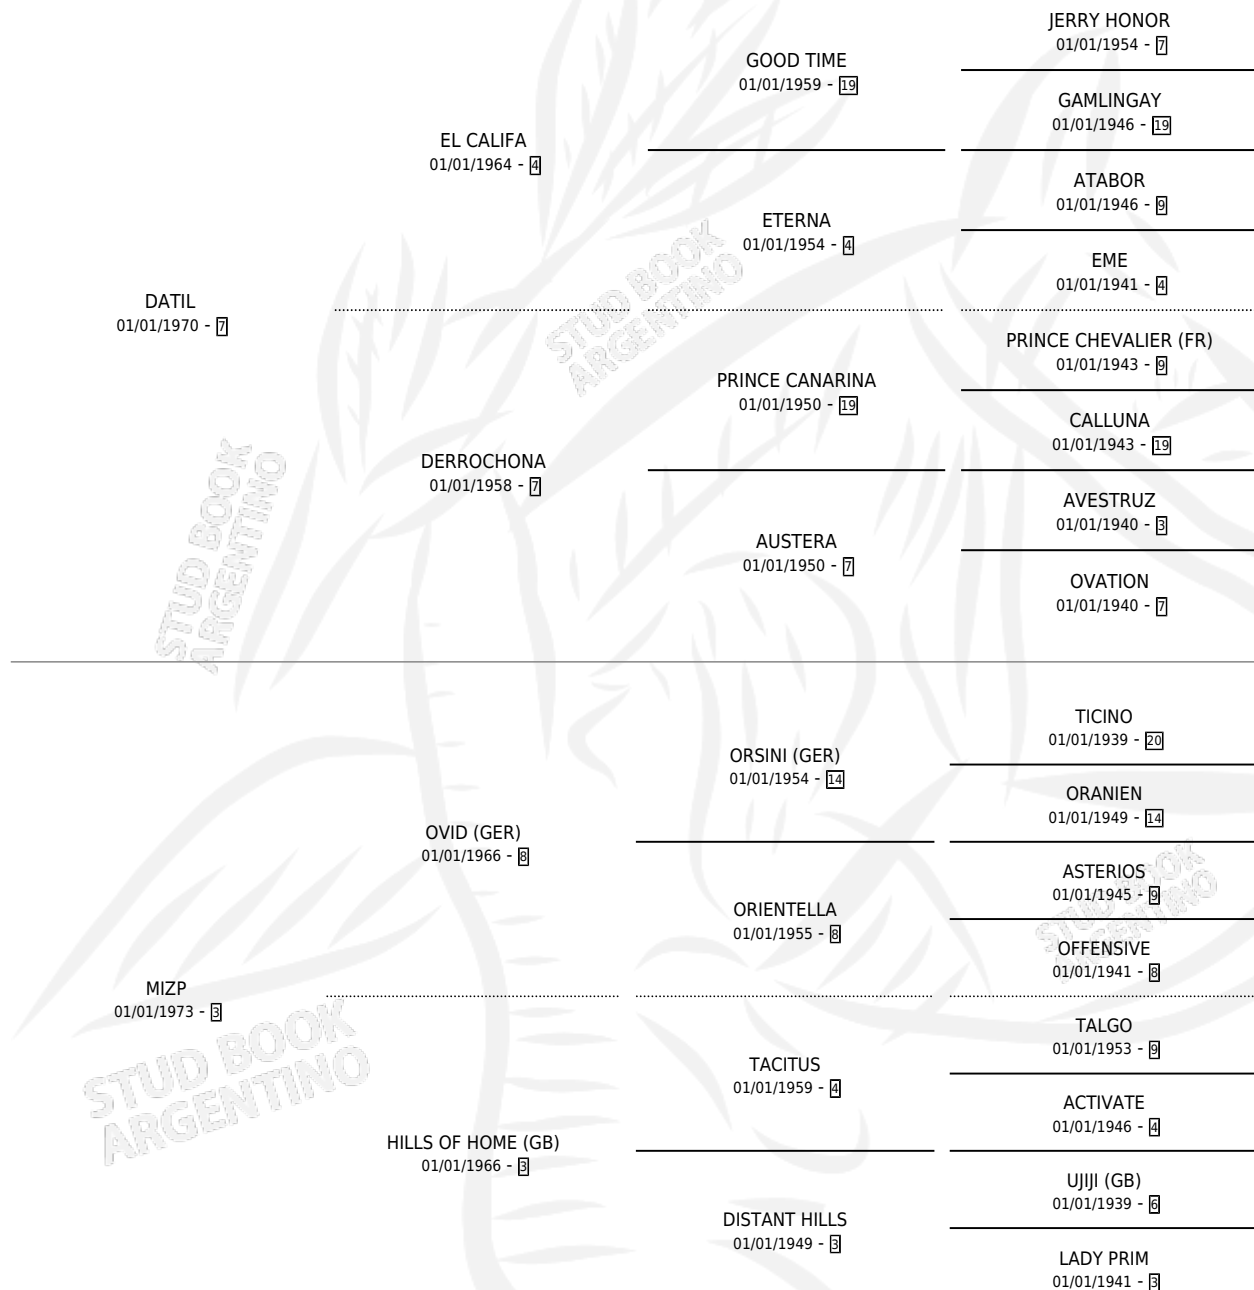 JERRY HONOR
01/01/1954 - 7
GOOD TIME
01/01/1959 - 19
GAMLINGAY
01/01/1946 - 19
EL CALIFA
01/01/1964 - 4
ATABOR
01/01/1946 - 9
ETERNA
01/01/1954 - 4
EME
01/01/1941 - 4
DATIL
01/01/1970 - 7
PRINCE CHEVALIER (FR)
01/01/1943 - 9
PRINCE CANARINA
01/01/1950 - 19
CALLUNA
01/01/1943 - 19
DERROCHONA
01/01/1958 - 7
AVESTRUZ
01/01/1940 - 3
AUSTERA
01/01/1950 - 7
OVATION
01/01/1940 - 7
TICINO
01/01/1939 - 20
ORSINI (GER)
01/01/1954 - 14
ORANIEN
01/01/1949 - 14
OVID (GER)
01/01/1966 - 8
ASTERIOS
01/01/1945 - 9
ORIENTELLA
01/01/1955 - 8
OFFENSIVE
01/01/1941 - 8
MIZP
01/01/1973 - 3
TALGO
01/01/1953 - 9
TACITUS
01/01/1959 - 4
ACTIVATE
01/01/1946 - 4
HILLS OF HOME (GB)
01/01/1966 - 3
UJIJI (GB)
01/01/1939 - 6
DISTANT HILLS
01/01/1949 - 3
LADY PRIM
01/01/1941 - 3
STUD BOOK
ARGENTINO
STUD BOOK
ARGENTINO
STUD BOOK
ARGENTINO
STUD BOOK
ARGENTINO